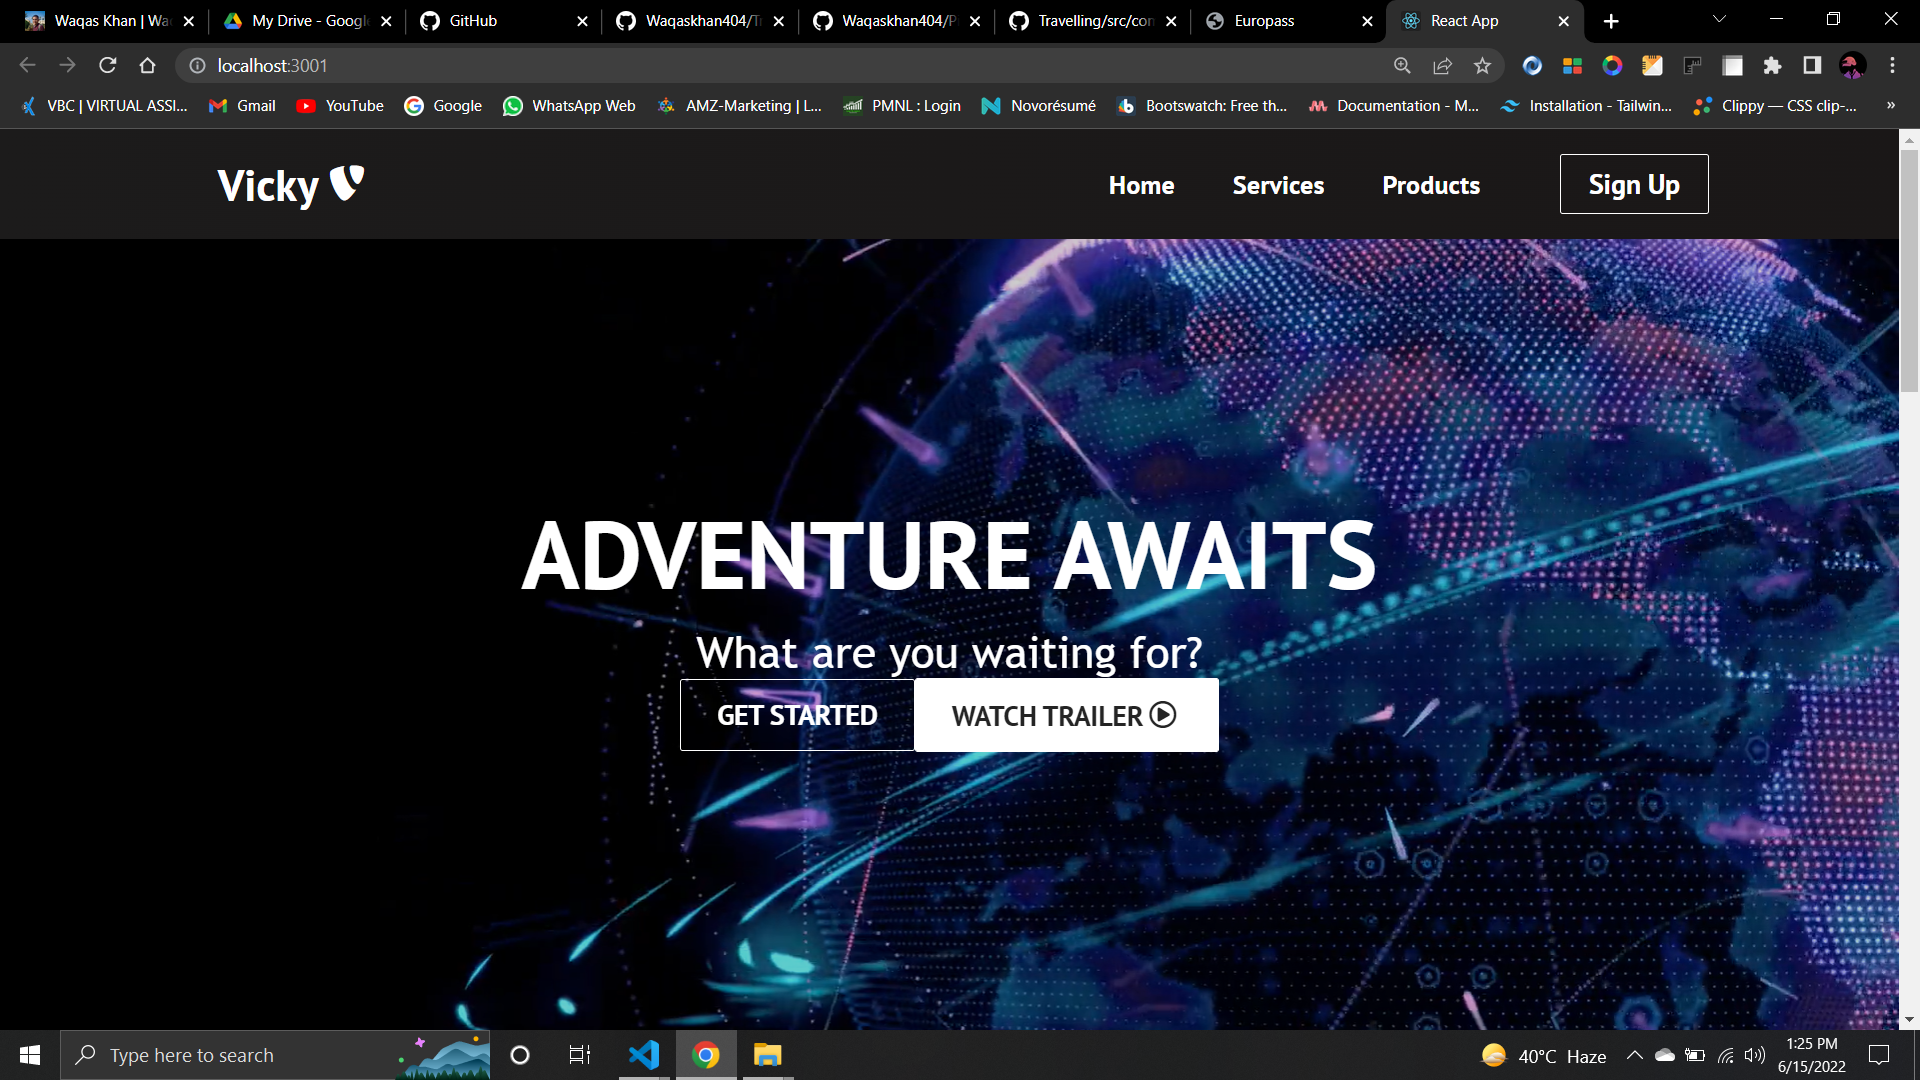 Waqas Khan | Wa
My Drive - Google
GitHub
Waqaskhan404/Tr
Waqaskhan404/P
Travelling/src/con
Europass
React App
localhost:3001
VBC | VIRTUAL ASSI...
Gmail
YouTube
Google
WhatsApp Web
AMZ-Marketing | L...
PMNL : Login
Novorésumé
Bootswatch: Free th...
Documentation - M...
Installation - Tailwin...
Clippy — CSS clip-...
»
Vicky
Home
Services
Products
Sign Up
ADVENTURE AWAITS
What are you waiting for?
GET STARTED
WATCH TRAILER
Type here to search
40°C Haze
1:25 PM
6/15/2022